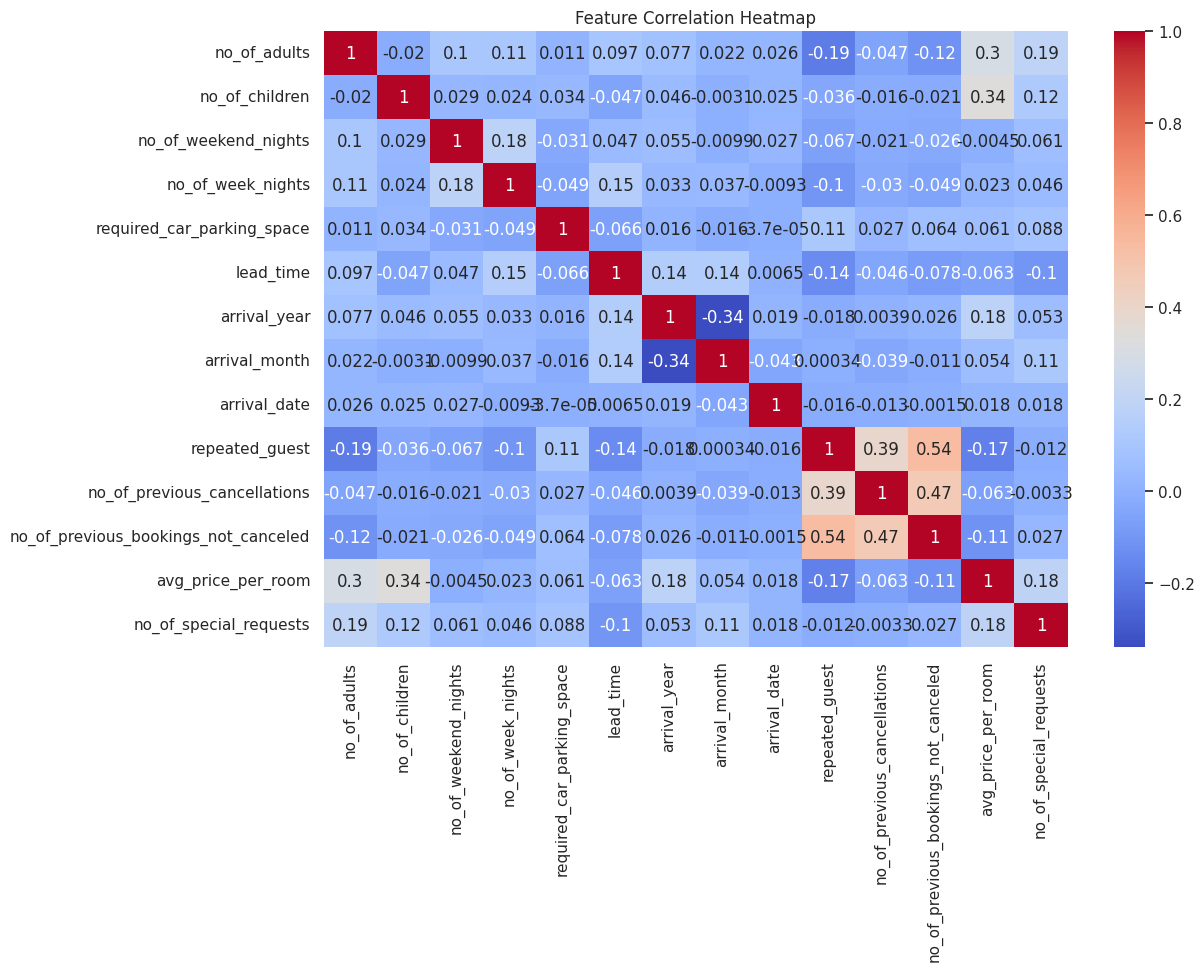 Feature Correlation Heatmap
no_of_adults 1 -0.02 0.1 0.11 0.011 0.097 0.077 0.022 0.026 -0.19 -0.047 -0.12 0.3 0.19
no_of_children -0.02 1 0.029 0.024 0.034 -0.047 0.046 -0.0031 0.025 -0.036 -0.016 -0.021 0.34 0.12
no_of_weekend_nights 0.1 0.029 1 0.18 -0.031 0.047 0.055 -0.0099 0.027 -0.067 -0.021 -0.026 -0.0045 0.061
no_of_week_nights 0.11 0.024 0.18 1 -0.049 0.15 0.033 0.037 -0.0093 -0.1 -0.03 -0.049 0.023 0.046
required_car_parking_space 0.011 0.034 -0.031 -0.049 1 -0.066 0.016 -0.016 -3.7e-05 0.11 0.027 0.064 0.061 0.088
lead_time 0.097 -0.047 0.047 0.15 -0.066 1 0.14 0.14 0.0065 -0.14 -0.046 -0.078 -0.063 -0.1
arrival_year 0.077 0.046 0.055 0.033 0.016 0.14 1 -0.34 0.019 -0.018 0.0039 0.026 0.18 0.053
arrival_month 0.022 -0.0031 -0.0099 0.037 -0.016 0.14 -0.34 1 -0.043 0.00034 -0.039 -0.011 0.054 0.11
arrival_date 0.026 0.025 0.027 -0.0093 -3.7e-05 0.0065 0.019 -0.043 1 -0.016 -0.013 -0.0015 0.018 0.018
repeated_guest -0.19 -0.036 -0.067 -0.1 0.11 -0.14 -0.018 0.00034 -0.016 1 0.39 0.54 -0.17 -0.012
no_of_previous_cancellations -0.047 -0.016 -0.021 -0.03 0.027 -0.046 0.0039 -0.039 -0.013 0.39 1 0.47 -0.063 -0.0033
no_of_previous_bookings_not_canceled -0.12 -0.021 -0.026 -0.049 0.064 -0.078 0.026 -0.011 -0.0015 0.54 0.47 1 -0.11 0.027
avg_price_per_room 0.3 0.34 -0.0045 0.023 0.061 -0.063 0.18 0.054 0.018 -0.17 -0.063 -0.11 1 0.18
no_of_special_requests 0.19 0.12 0.061 0.046 0.088 -0.1 0.053 0.11 0.018 -0.012 -0.0033 0.027 0.18 1
no_of_adults
no_of_children
no_of_weekend_nights
no_of_week_nights
required_car_parking_space
lead_time
arrival_year
arrival_month
arrival_date
repeated_guest
no_of_previous_cancellations
no_of_previous_bookings_not_canceled
avg_price_per_room
no_of_special_requests
1.0
0.8
0.6
0.4
0.2
0.0
−0.2